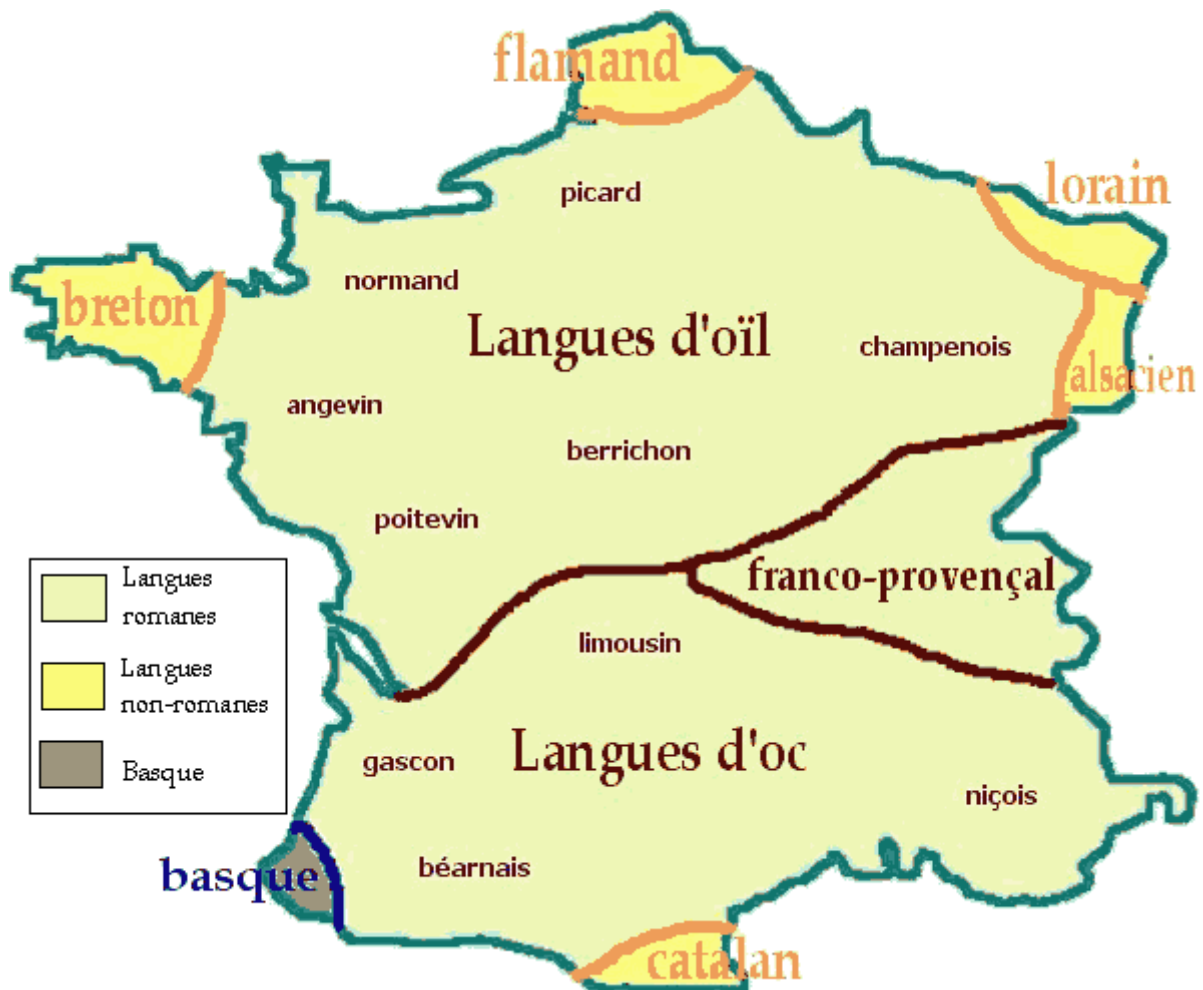 flamand
lorain
picard
normand
breton
Langues d'oïl
champenois
alsacien
angevin
berrichon
poitevin
franco-provençal
limousin
Langues d'oc
gascon
niçois
basque
béarnais
catalan
Langues
romanes
Langues
non-romanes
Basque